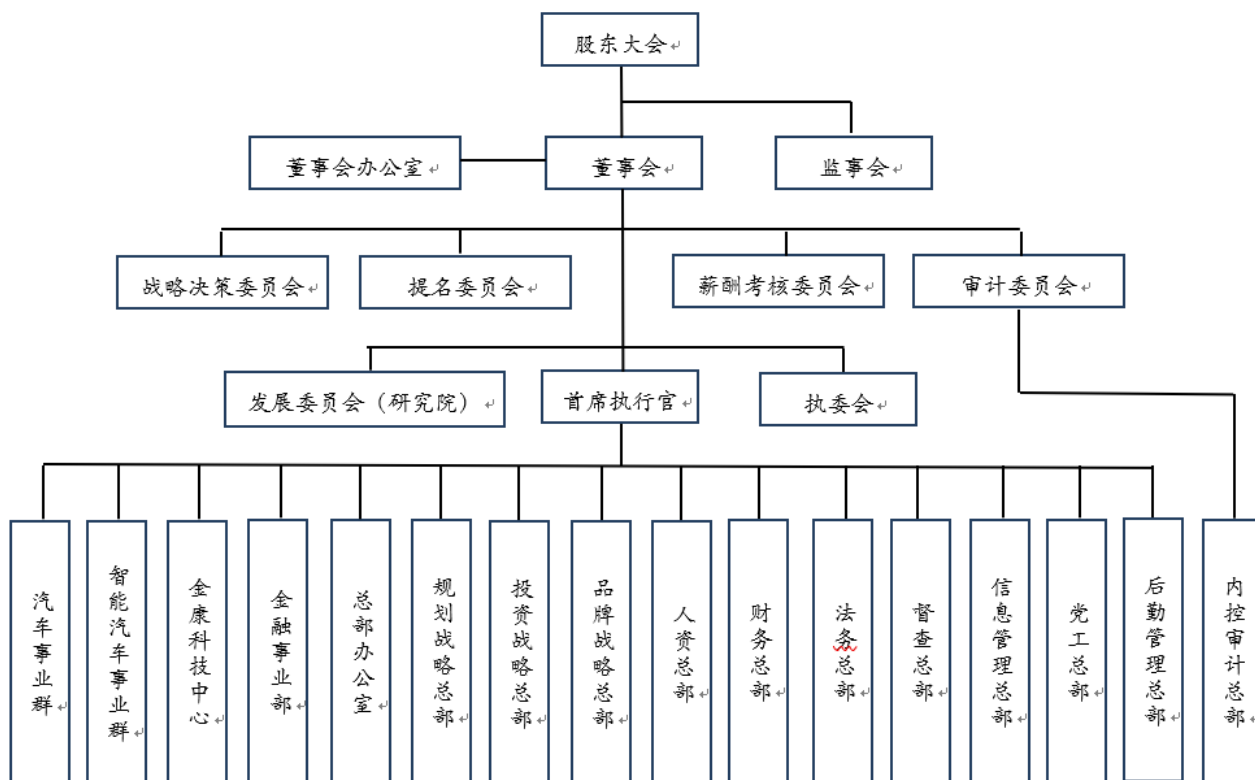 股东大会
董事会办公室
董事会
监事会
战略决策委员会
提名委员会
薪酬考核委员会
审计委员会
发展委员会（研究院）
首席执行官
执委会
汽车事业群
智能汽车事业群
金康科技中心
金融事业部
总部办公室
规划战略总部
投资战略总部
品牌战略总部
人资总部
财务总部
法务总部
督查总部
信息管理总部
党工总部
后勤管理总部
内控审计总部